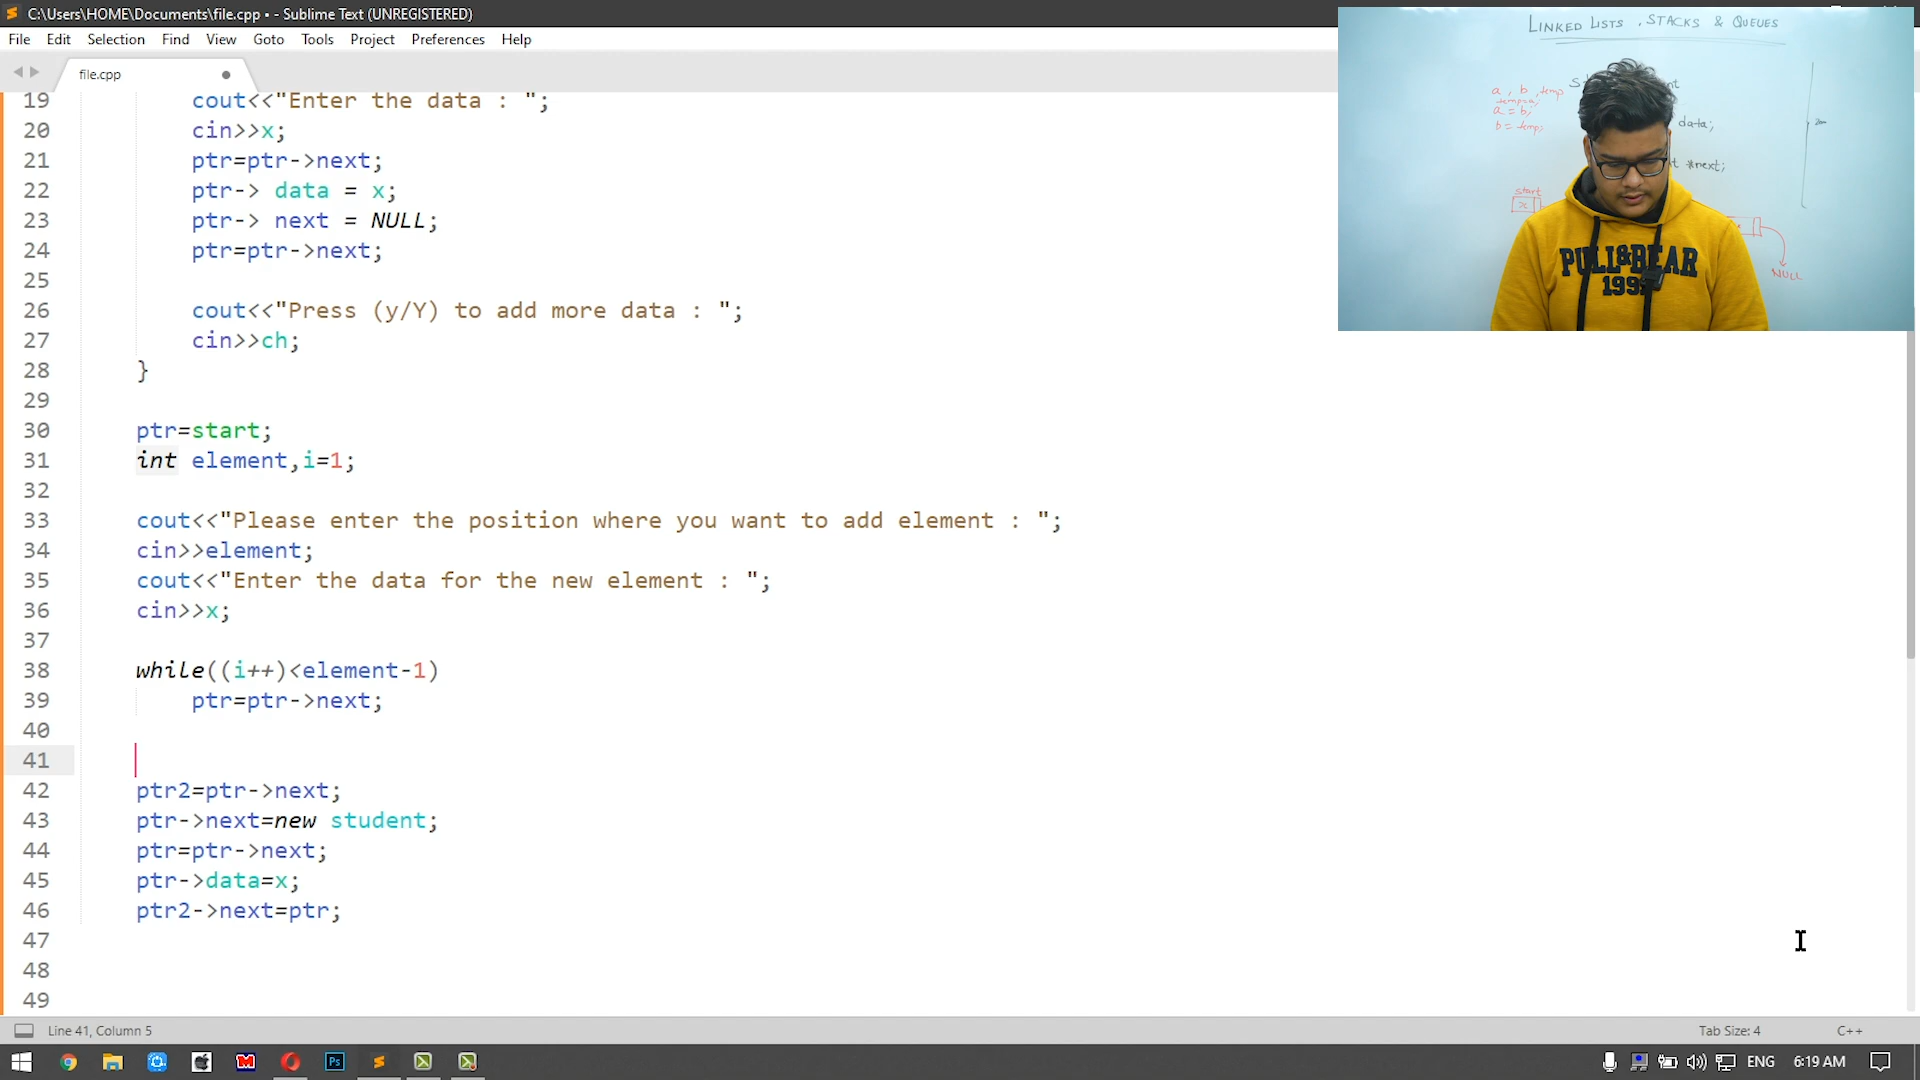 C:\Users\HOME\Documents\file.cpp • - Sublime Text (UNREGISTERED)
File Edit Selection Find View Goto Tools Project Preferences Help
file.cpp
19 cout<<"Enter the data : ";
20 cin>>x;
21 ptr=ptr->next;
22 ptr-> data = x;
23 ptr-> next = NULL;
24 ptr=ptr->next;
25
26 cout<<"Press (y/Y) to add more data : ";
27 cin>>ch;
28 }
29
30 ptr=start;
31 int element,i=1;
32
33 cout<<"Please enter the position where you want to add element : ";
34 cin>>element;
35 cout<<"Enter the data for the new element : ";
36 cin>>x;
37
38 while((i++)<element-1)
39 ptr=ptr->next;
40
41
42 ptr2=ptr->next;
43 ptr->next=new student;
44 ptr=ptr->next;
45 ptr->data=x;
46 ptr2->next=ptr;
47
48
49
LINKED LISTS , STACKS & QUEUES
a , b , temp
temp=a;
a = b;
b = temp;
data;
*next;
start
x
NULL
PULL&BEAR
Line 41, Column 5
Tab Size: 4
C++
ENG
6:19 AM